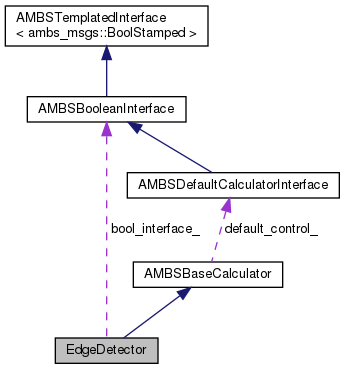 AMBSTemplatedInterface
< ambs_msgs::BoolStamped >
AMBSBooleanInterface
AMBSDefaultCalculatorInterface
bool_interface_
default_control_
AMBSBaseCalculator
EdgeDetector